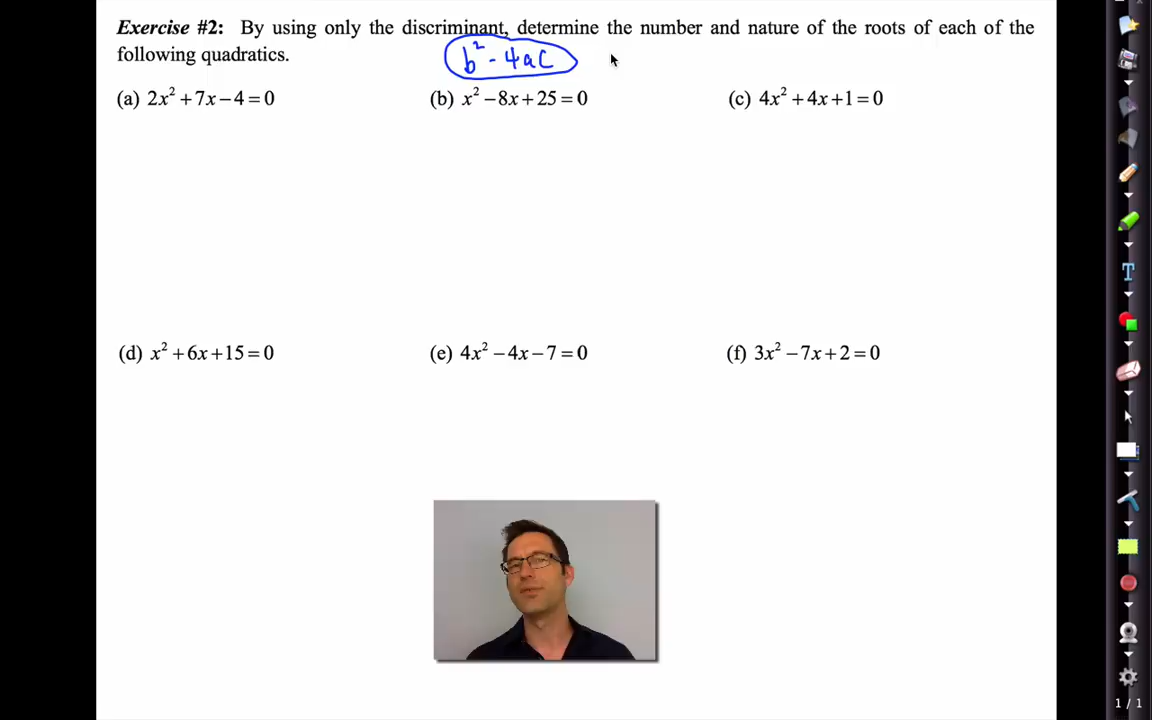 Exercise #2: By using only the discriminant, determine the number and nature of the roots of each of the
following quadratics.
b² - 4ac
(a) 2x² + 7x − 4 = 0
(b) x² − 8x + 25 = 0
(c) 4x² + 4x + 1 = 0
(d) x² + 6x + 15 = 0
(e) 4x² − 4x − 7 = 0
(f) 3x² − 7x + 2 = 0
T
1 / 1